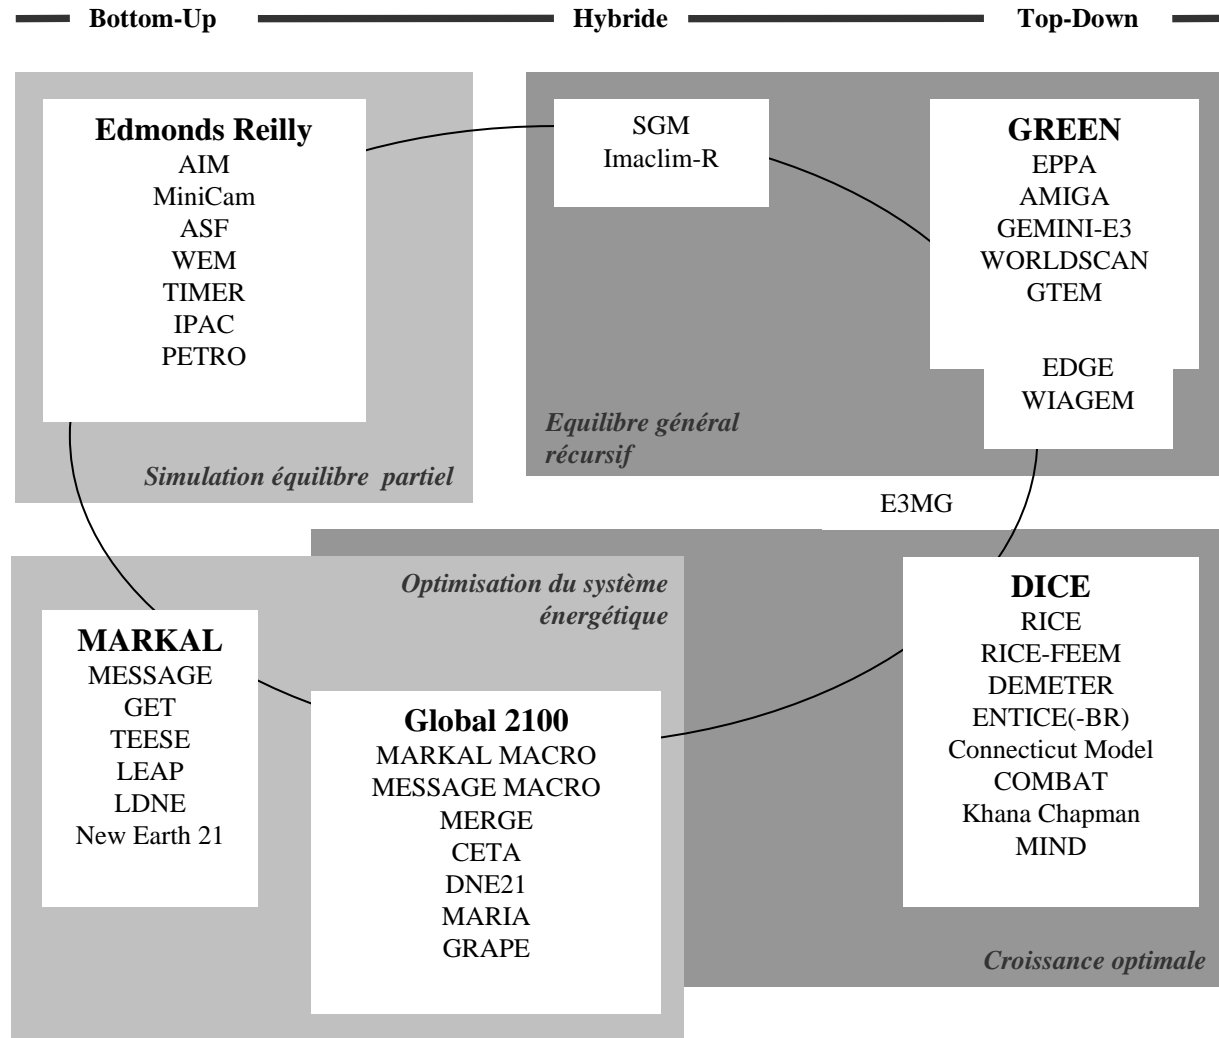 Bottom-Up
Hybride
Top-Down
Edmonds Reilly
AIM
MiniCam
ASF
WEM
TIMER
IPAC
PETRO
Simulation équilibre partiel
SGM
Imaclim-R
GREEN
EPPA
AMIGA
GEMINI-E3
WORLDSCAN
GTEM
EDGE
WIAGEM
Equilibre général
récursif
E3MG
Optimisation du système
énergétique
MARKAL
MESSAGE
GET
TEESE
LEAP
LDNE
New Earth 21
Global 2100
MARKAL MACRO
MESSAGE MACRO
MERGE
CETA
DNE21
MARIA
GRAPE
DICE
RICE
RICE-FEEM
DEMETER
ENTICE(-BR)
Connecticut Model
COMBAT
Khana Chapman
MIND
Croissance optimale